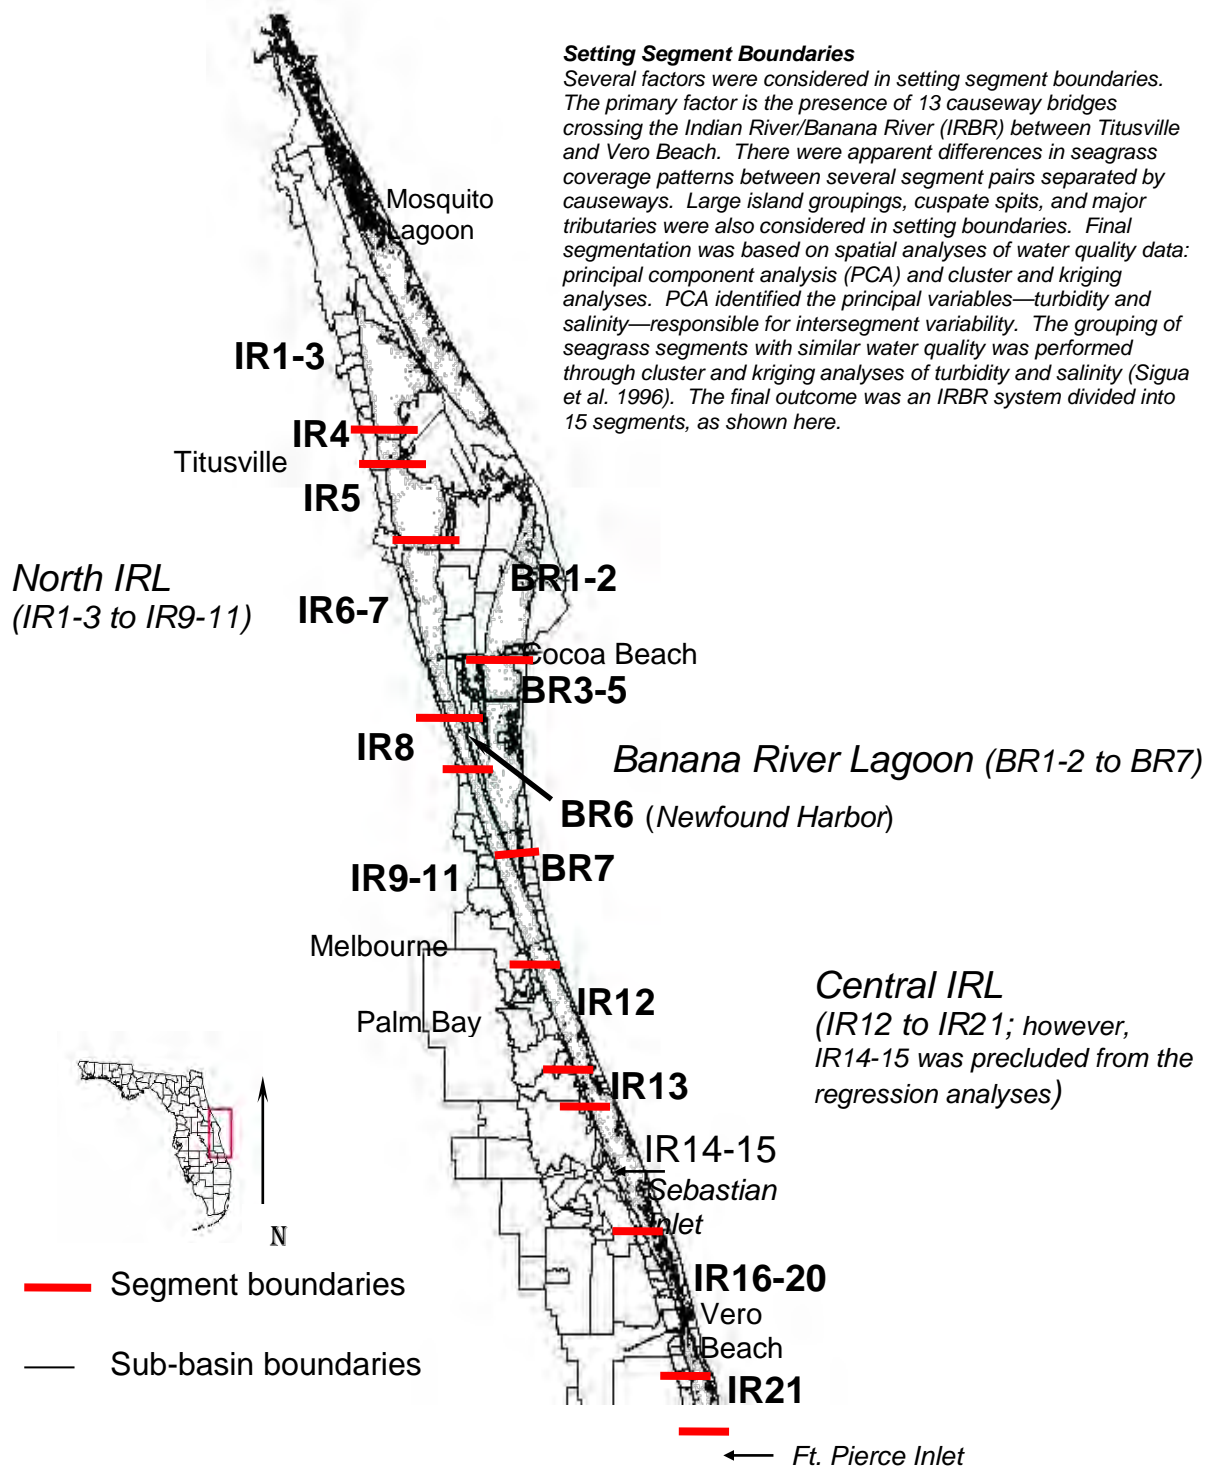 Setting Segment Boundaries
Several factors were considered in setting segment boundaries.
The primary factor is the presence of 13 causeway bridges
crossing the Indian River/Banana River (IRBR) between Titusville
and Vero Beach. There were apparent differences in seagrass
coverage patterns between several segment pairs separated by
causeways. Large island groupings, cuspate spits, and major
tributaries were also considered in setting boundaries. Final
segmentation was based on spatial analyses of water quality data:
principal component analysis (PCA) and cluster and kriging
analyses. PCA identified the principal variables—turbidity and
salinity—responsible for intersegment variability. The grouping of
seagrass segments with similar water quality was performed
through cluster and kriging analyses of turbidity and salinity (Sigua
et al. 1996). The final outcome was an IRBR system divided into
15 segments, as shown here.
Mosquito
Lagoon
IR1-3
IR4
Titusville
IR5
North IRL
(IR1-3 to IR9-11)
BR1-2
IR6-7
Cocoa Beach
BR3-5
IR8
Banana River Lagoon (BR1-2 to BR7)
BR6 (Newfound Harbor)
BR7
IR9-11
Melbourne
IR12
Palm Bay
Central IRL
(IR12 to IR21; however,
IR14-15 was precluded from the
regression analyses)
IR13
IR14-15
Sebastian
Inlet
N
Segment boundaries
IR16-20
Vero
Beach
Sub-basin boundaries
IR21
Ft. Pierce Inlet